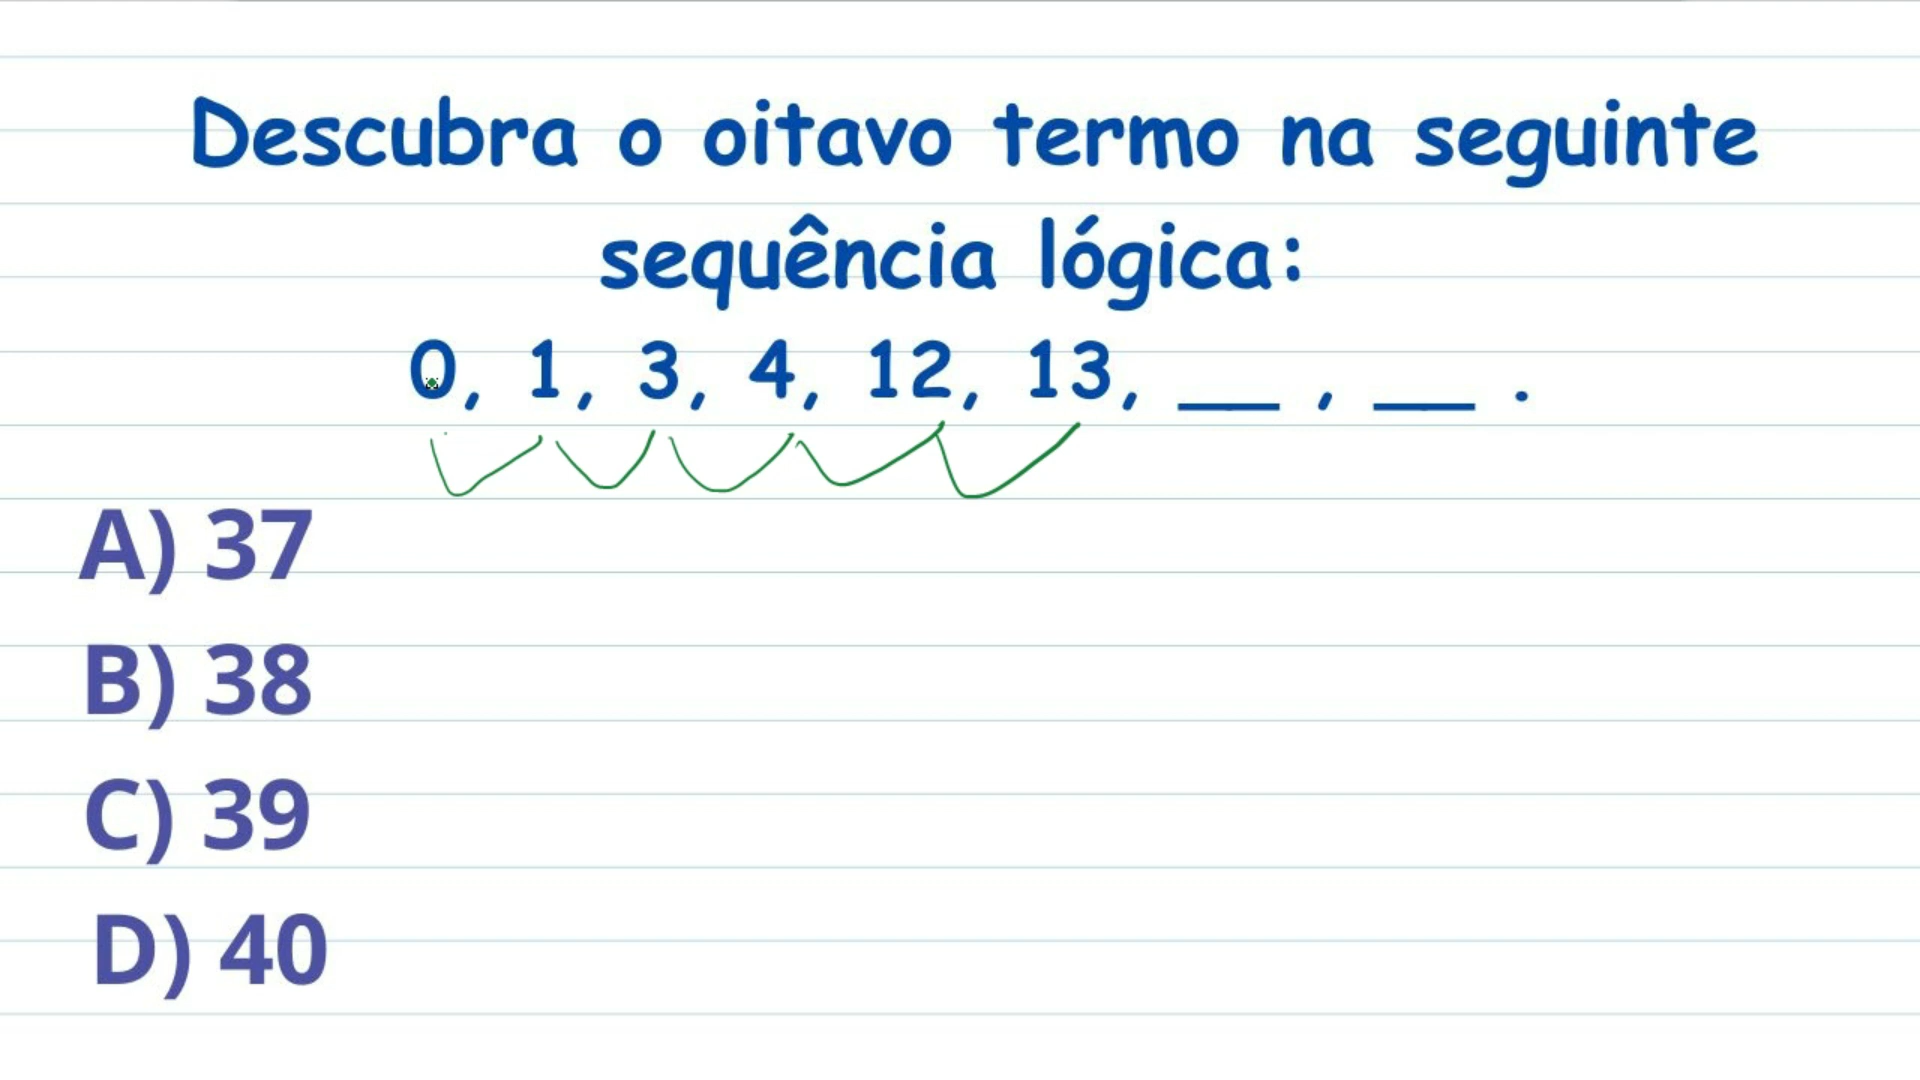 Descubra o oitavo termo na seguinte
sequência lógica:
0, 1, 3, 4, 12, 13, __ , __ .
A) 37
B) 38
C) 39
D) 40